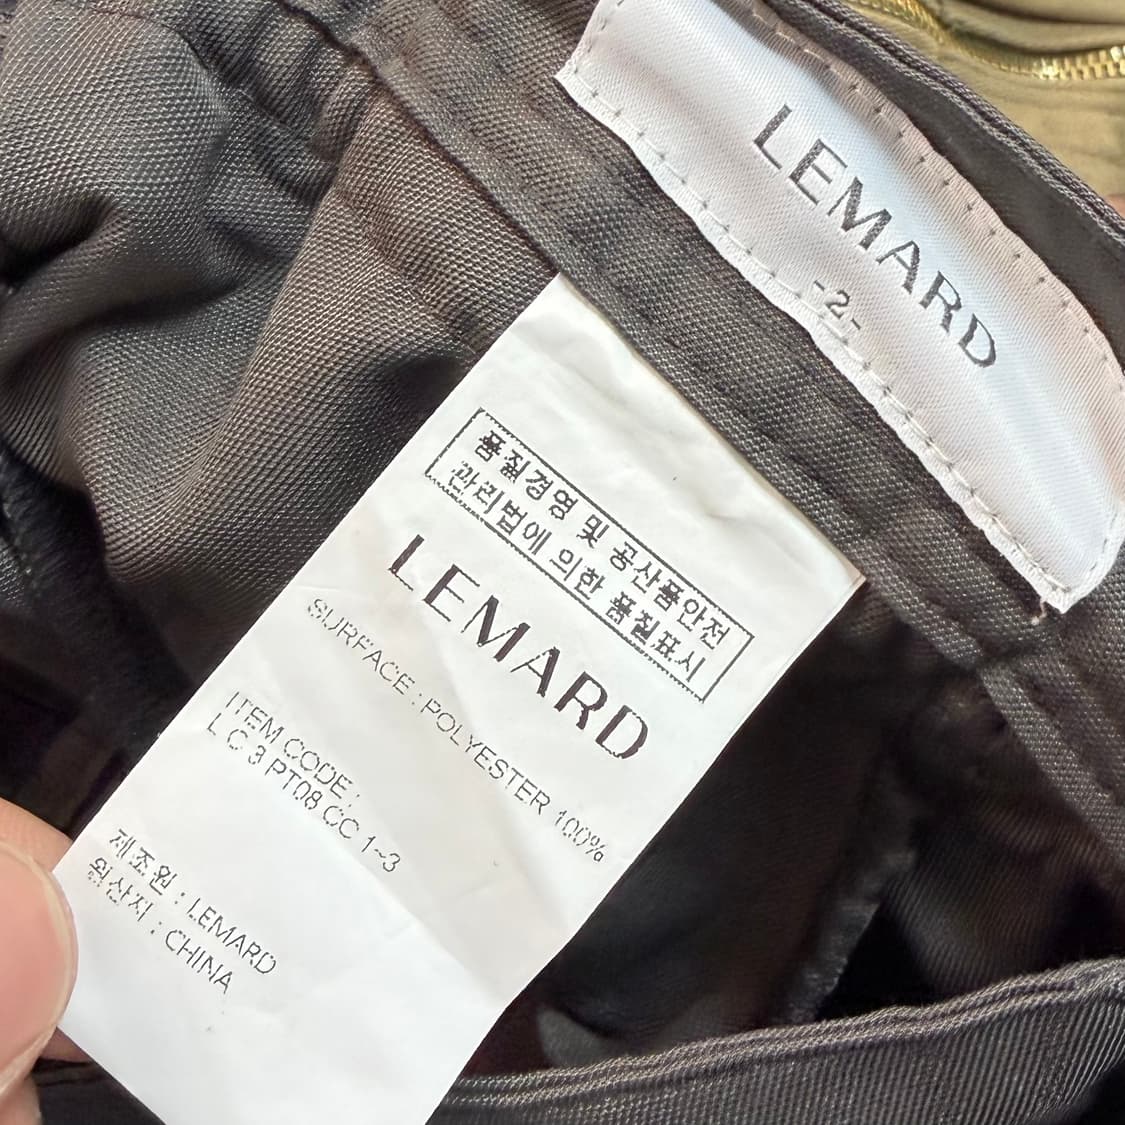 LEMARD
-2-
품질경영 및 공산품안전
관리법에 의한 품질표시
LEMARD
SURFACE : POLYESTER 100%
ITEM CODE :
L C 3 PT08 CC 1~3
제조원 : LEMARD
원산지 : CHINA